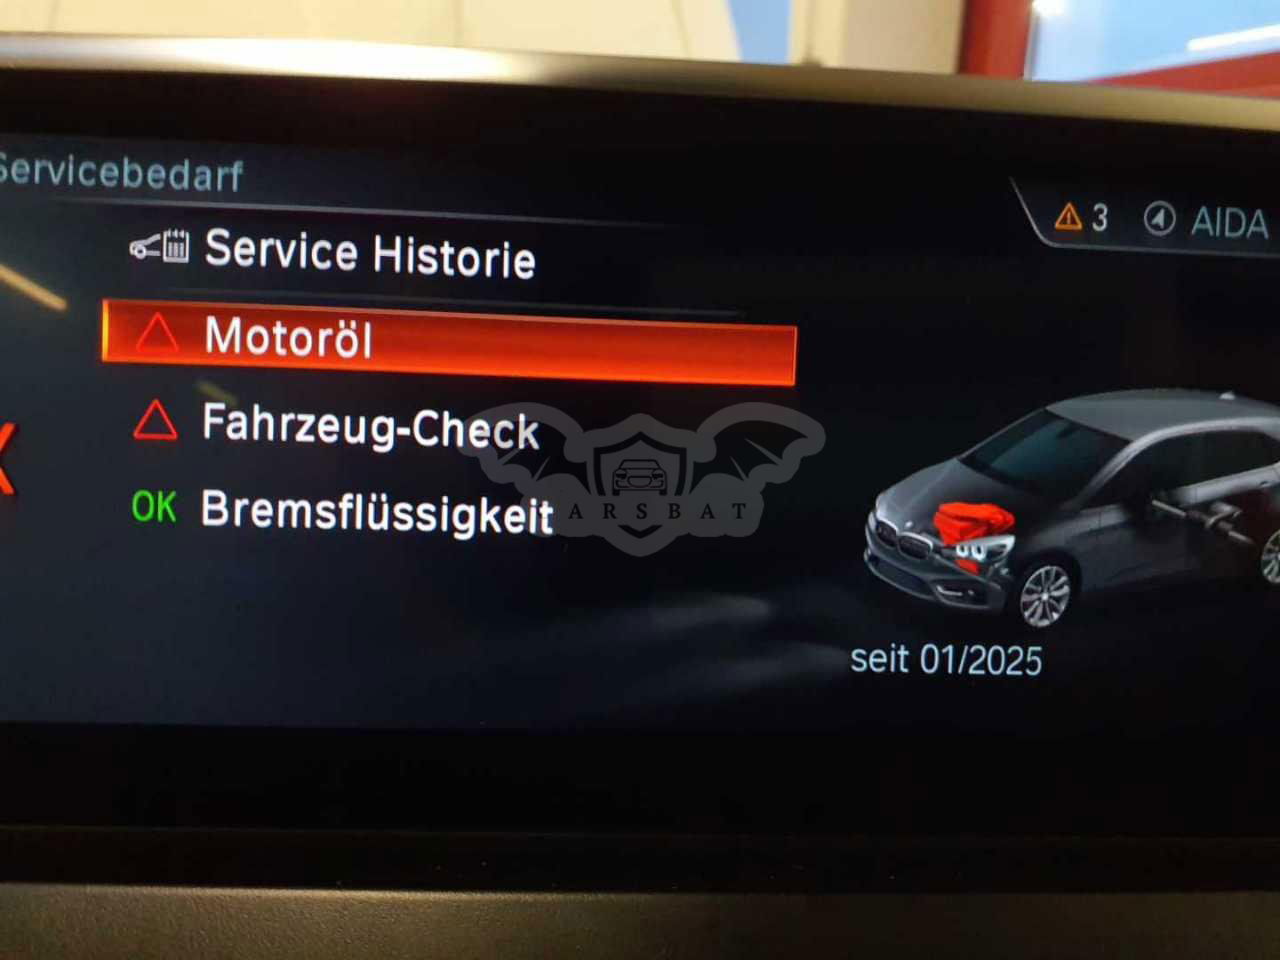 Servicebedarf
3 AIDA
Service Historie
Motoröl
Fahrzeug-Check
OK Bremsflüssigkeit
ARSBAT
seit 01/2025